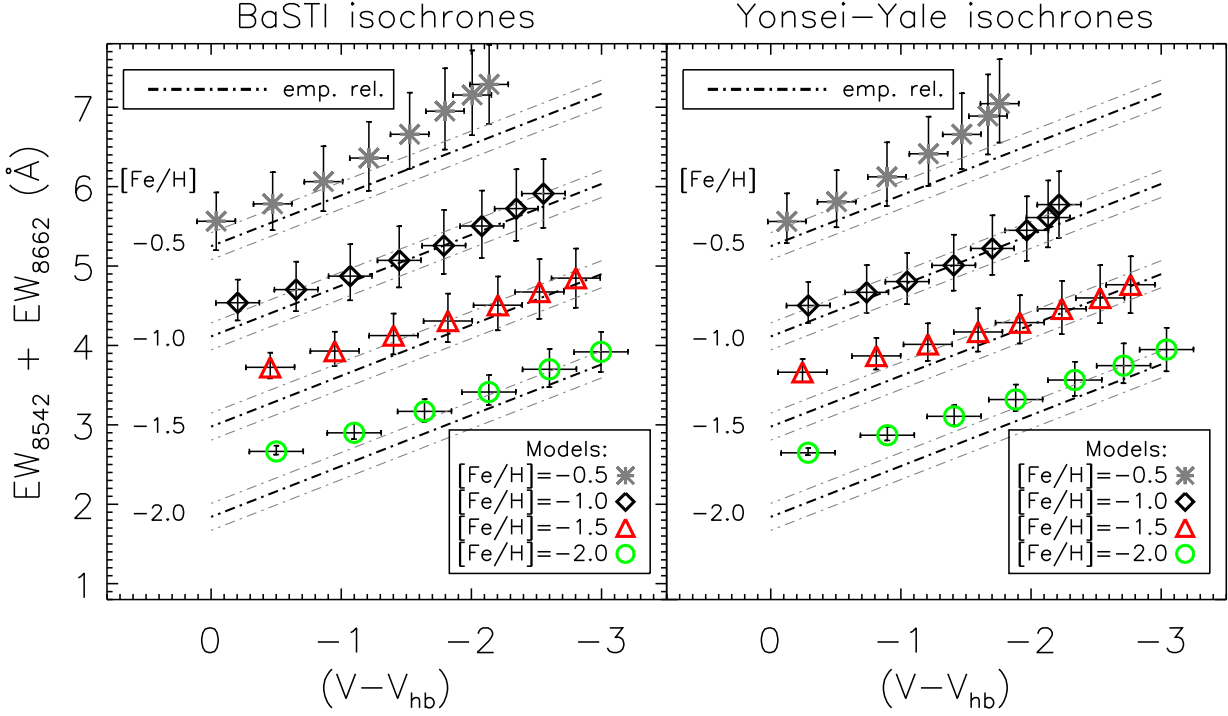 BaSTI isochrones
Yonsei−Yale isochrones
EW8542 + EW8662 (Å)
7
6
5
4
3
2
1
emp. rel.
[Fe/H]
−0.5
−1.0
−1.5
−2.0
Models:
[Fe/H]=−0.5
[Fe/H]=−1.0
[Fe/H]=−1.5
[Fe/H]=−2.0
emp. rel.
[Fe/H]
−0.5
−1.0
−1.5
−2.0
Models:
[Fe/H]=−0.5
[Fe/H]=−1.0
[Fe/H]=−1.5
[Fe/H]=−2.0
0 −1 −2 −3
0 −1 −2 −3
(V−Vhb)
(V−Vhb)